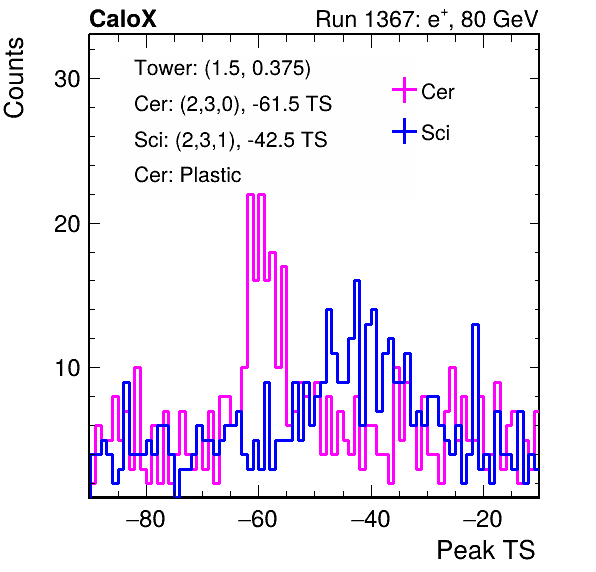 CaloX
Run 1367: e+, 80 GeV
Counts
Tower: (1.5, 0.375)
Cer: (2,3,0), -61.5 TS
Sci: (2,3,1), -42.5 TS
Cer: Plastic
Cer
Sci
30
20
10
−80
−60
−40
−20
Peak TS